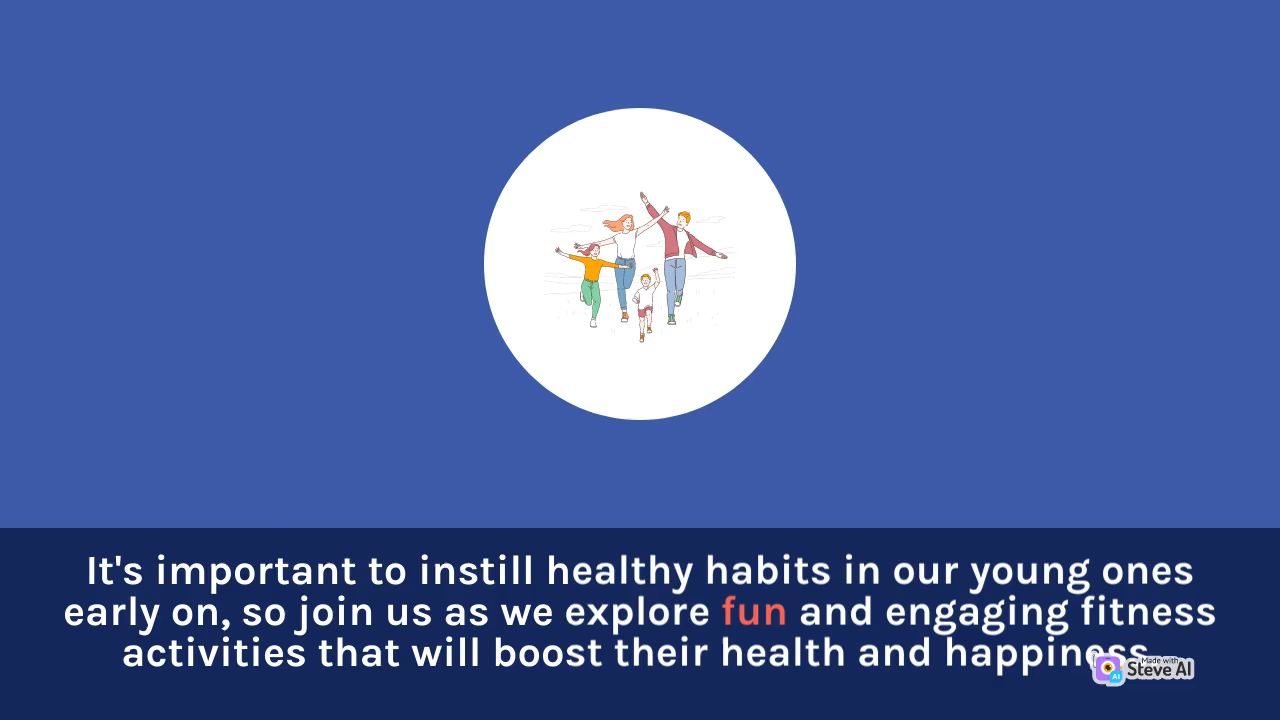 It's important to instill healthy habits in our young ones
early on, so join us as we explore fun and engaging fitness
activities that will boost their health and happiness
Made with
Steve AI
AI